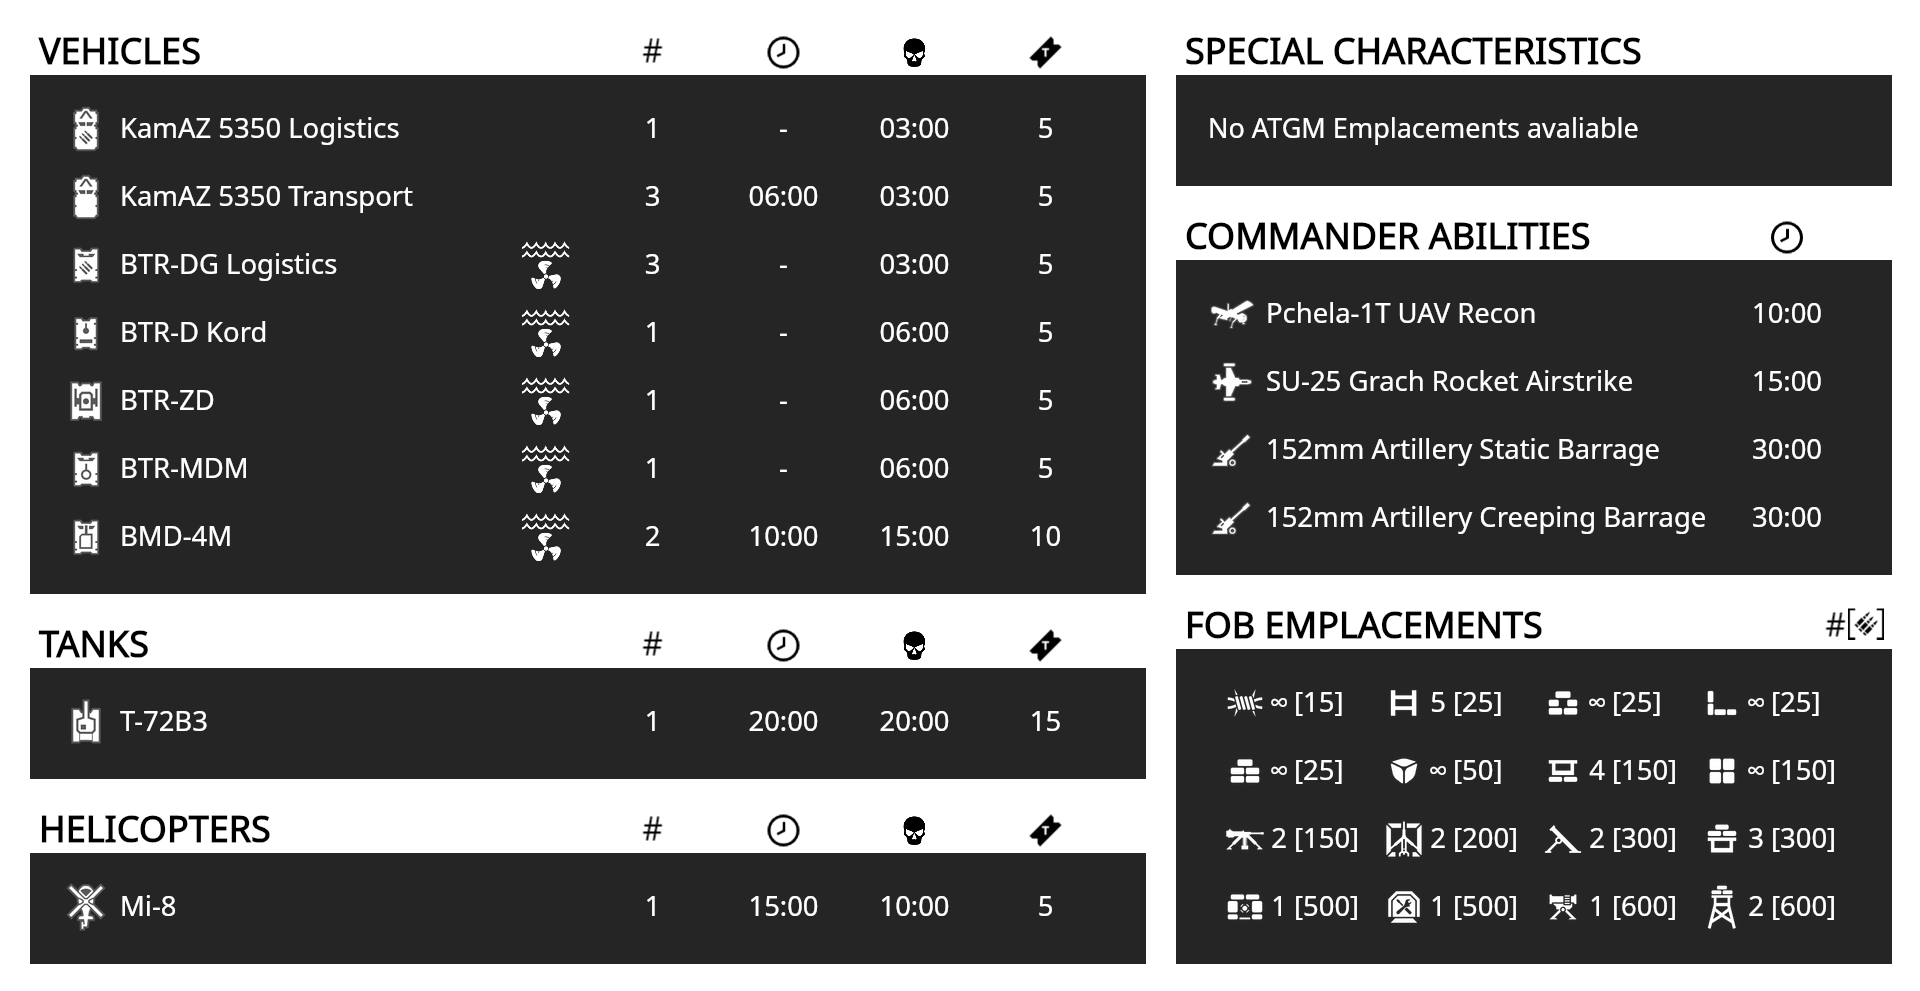 VEHICLES #
KamAZ 5350 Logistics 1 - 03:00 5
KamAZ 5350 Transport 3 06:00 03:00 5
BTR-DG Logistics 3 - 03:00 5
BTR-D Kord 1 - 06:00 5
BTR-ZD 1 - 06:00 5
BTR-MDM 1 - 06:00 5
BMD-4M 2 10:00 15:00 10
TANKS #
T-72B3 1 20:00 20:00 15
HELICOPTERS #
Mi-8 1 15:00 10:00 5
SPECIAL CHARACTERISTICS
No ATGM Emplacements avaliable
COMMANDER ABILITIES
Pchela-1T UAV Recon 10:00
SU-25 Grach Rocket Airstrike 15:00
152mm Artillery Static Barrage 30:00
152mm Artillery Creeping Barrage 30:00
FOB EMPLACEMENTS #[ ]
∞ [15] 5 [25] ∞ [25] ∞ [25]
∞ [25] ∞ [50] 4 [150] ∞ [150]
2 [150] 2 [200] 2 [300] 3 [300]
1 [500] 1 [500] 1 [600] 2 [600]